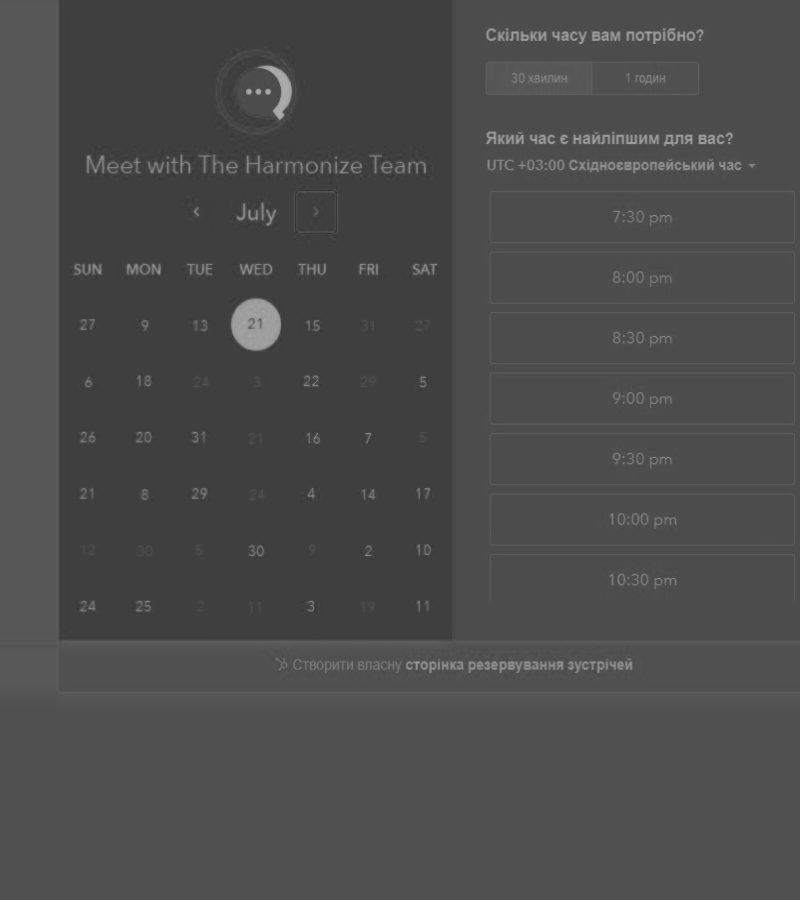 Meet with The Harmonize Team
July
SUN MON TUE WED THU FRI SAT
27 9 13 21 15 31 27
6 18 24 3 22 29 5
26 20 31 21 16 7 5
21 8 29 24 4 14 17
12 30 5 30 9 2 10
24 25 2 11 3 19 11
Скільки часу вам потрібно?
30 хвилин 1 годин
Який час є найліпшим для вас?
UTC +03:00 Східноєвропейський час
7:30 pm
8:00 pm
8:30 pm
9:00 pm
9:30 pm
10:00 pm
10:30 pm
Створити власну сторінка резервування зустрічей